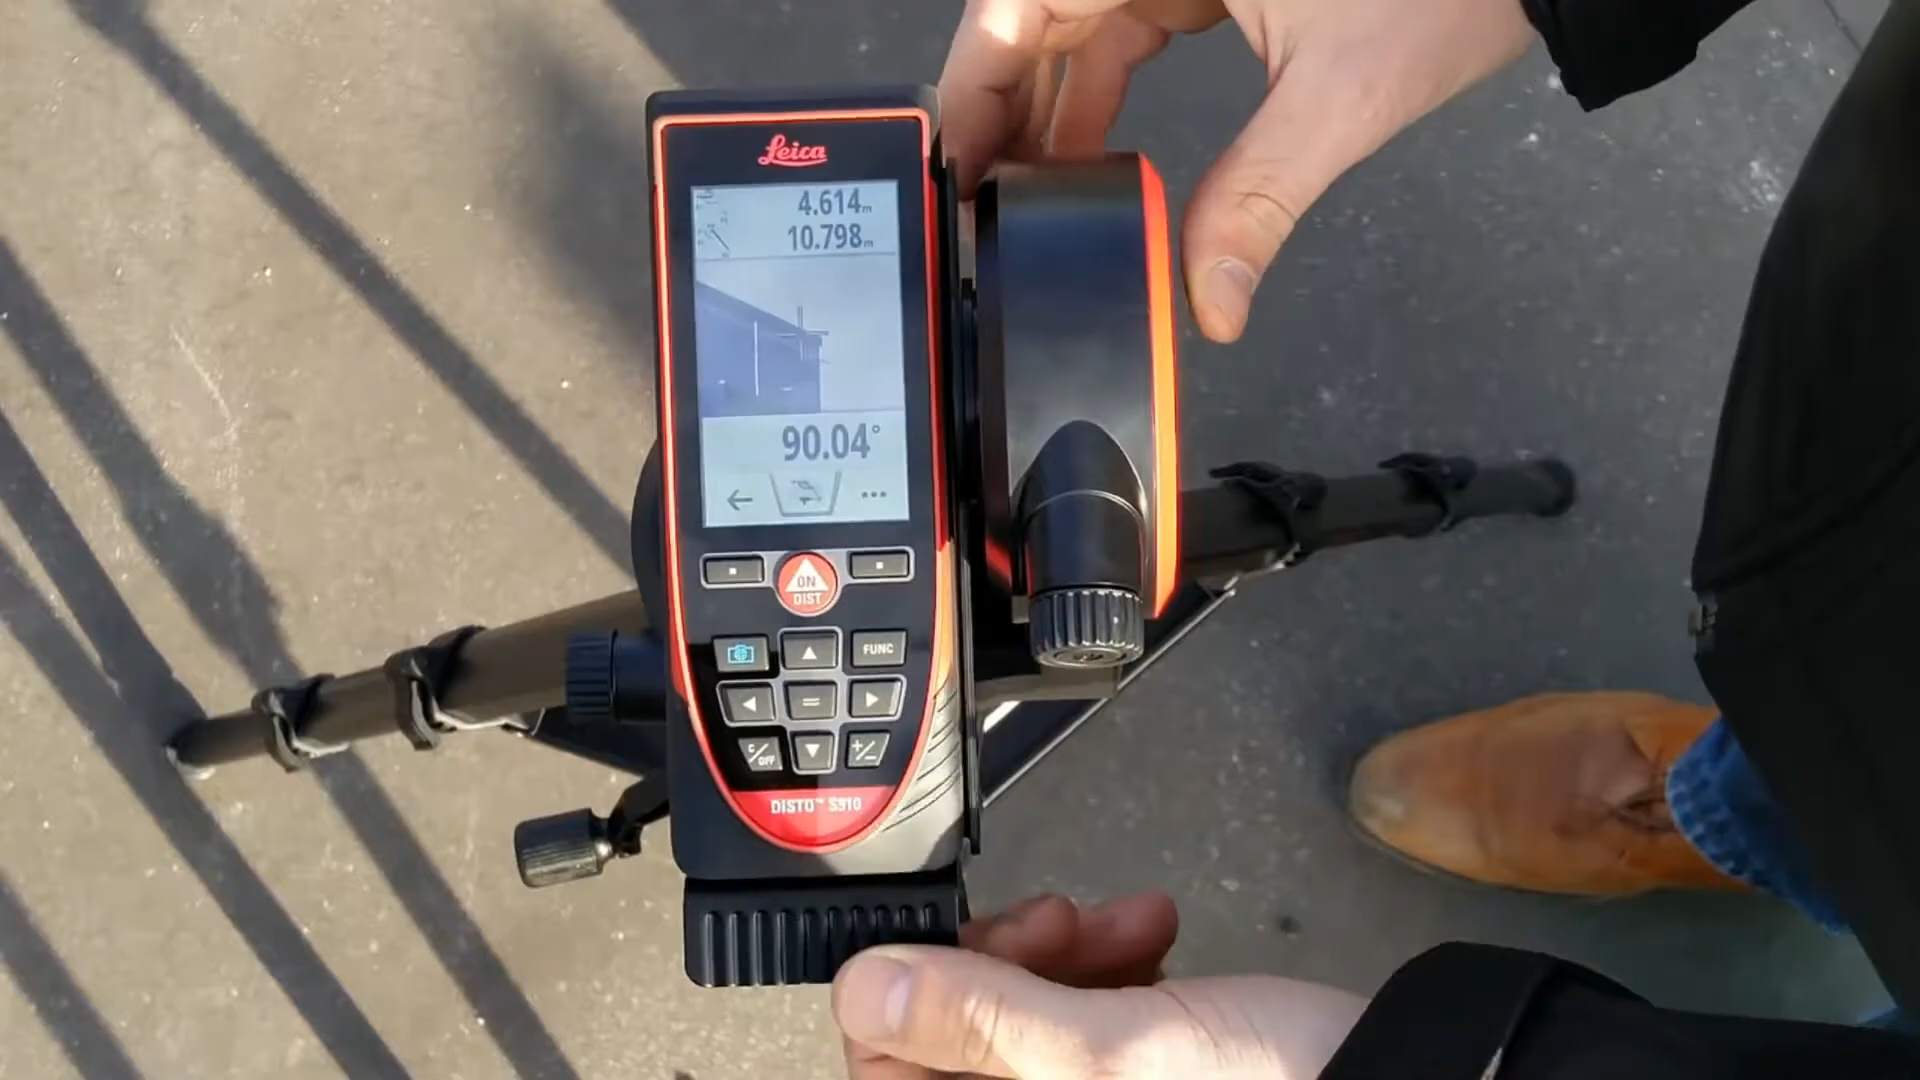 Leica
4.614m
10.798m
90.04°
ON
DIST
FUNC
C/OFF
+/-
DISTO™ S910